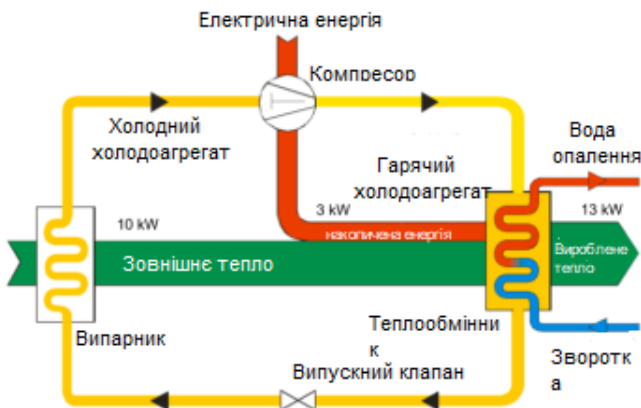 Електрична енергія
Компресор
Холодний
холодоагрегат
Вода
опалення
Гарячий
холодоагрегат
10 kW
3 kW
13 kW
накопичена енергія
Зовнішнє тепло
Вироблене
тепло
Випарник
Теплообмінни
к
Випускний клапан
Зворотк
а